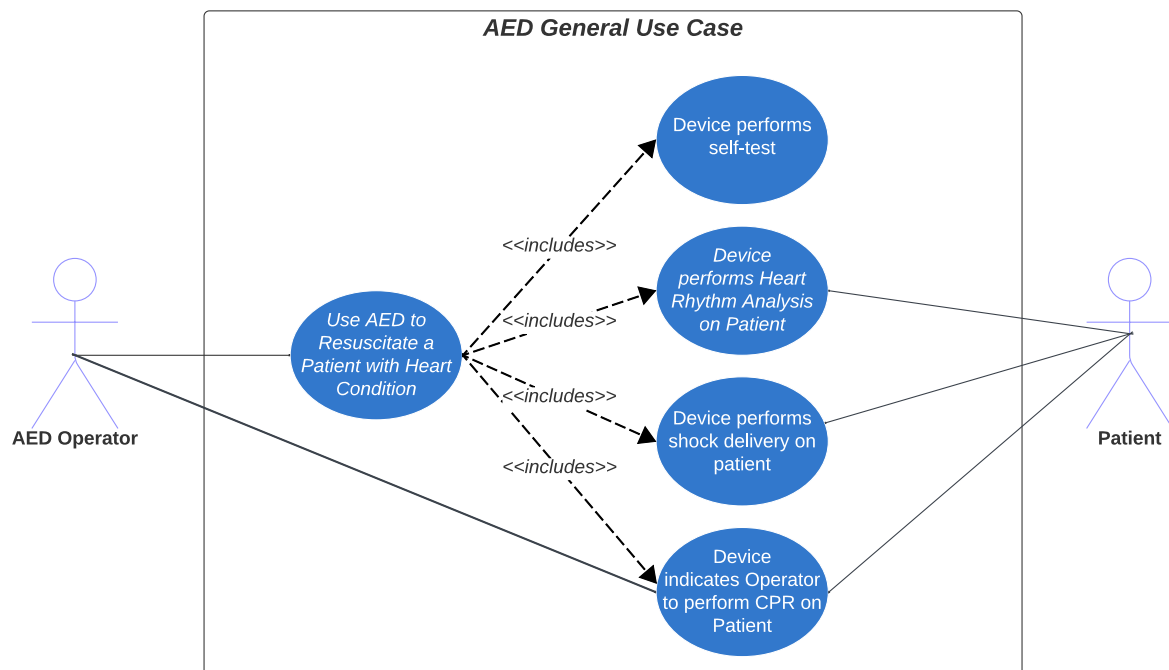 AED General Use Case
Device performs
self-test
<<includes>>
Device
performs Heart
Rhythm Analysis
on Patient
<<includes>>
Use AED to
Resuscitate a
Patient with Heart
Condition
<<includes>>
Device performs
shock delivery on
patient
AED Operator
Patient
<<includes>>
Device
indicates Operator
to perform CPR on
Patient